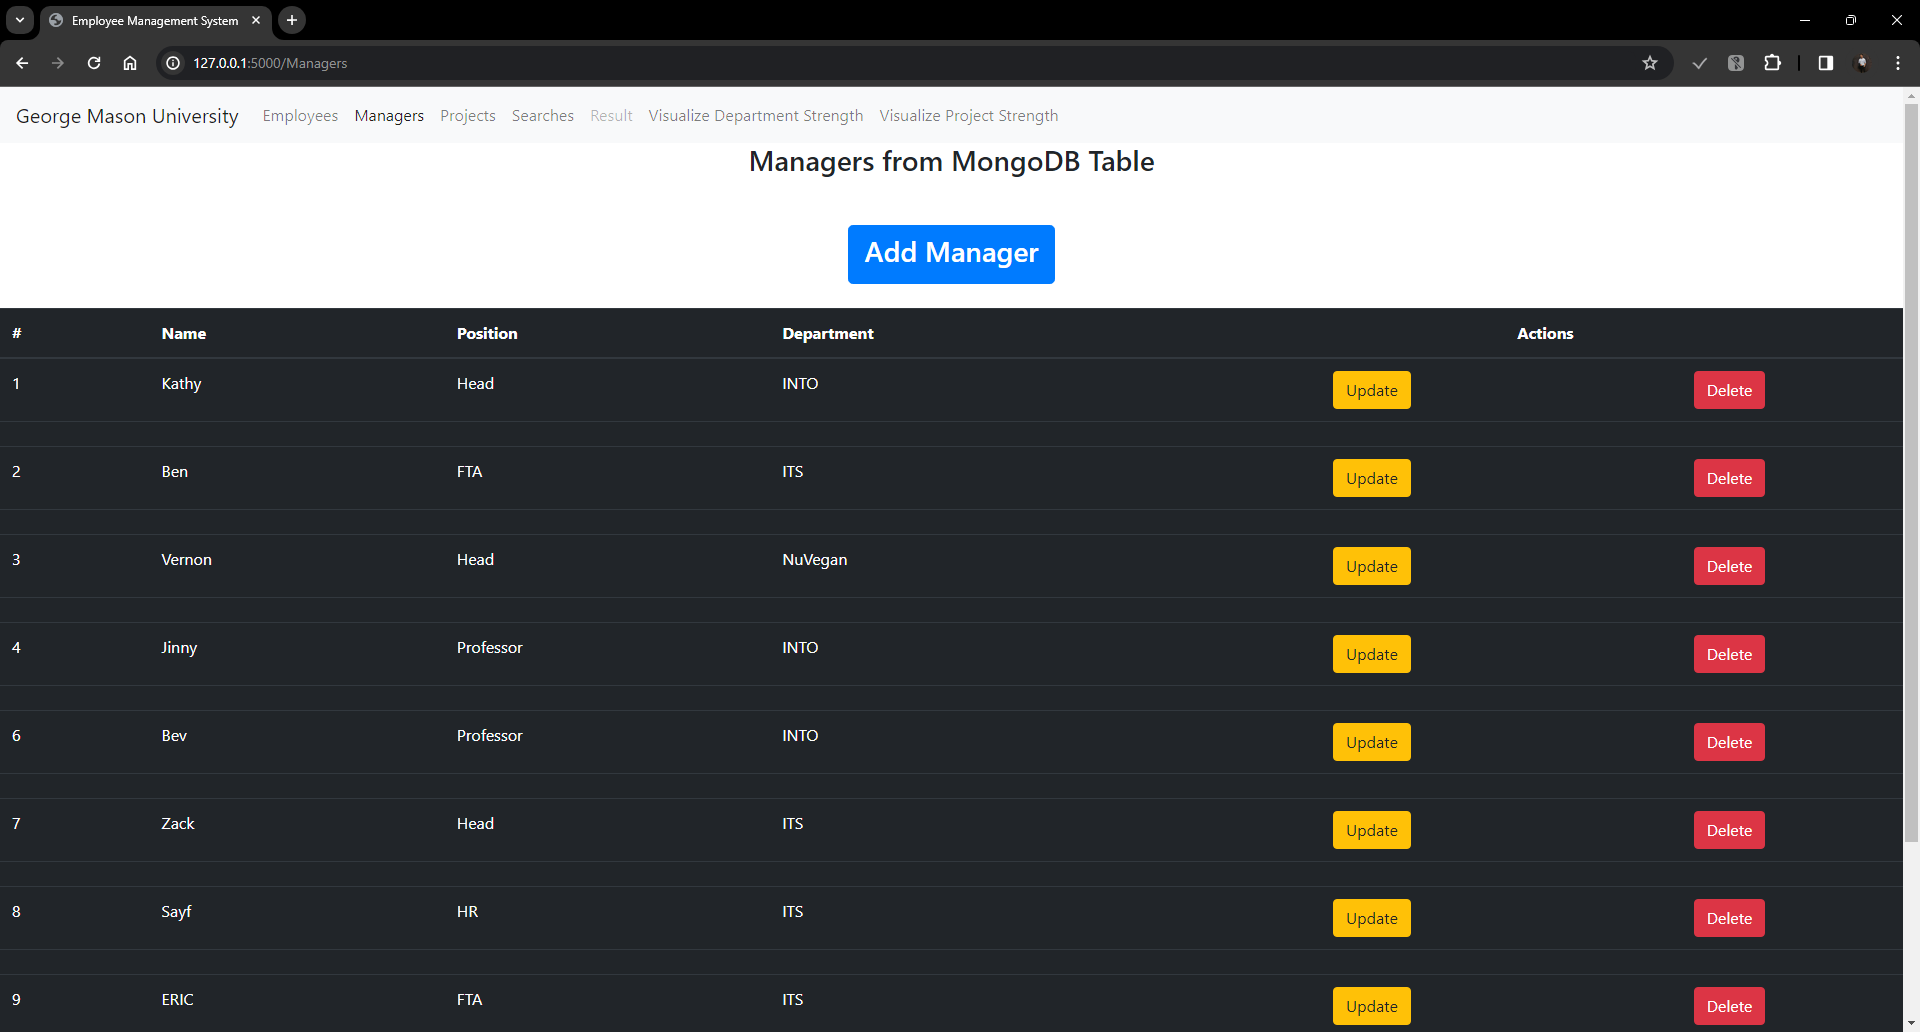 Employee Management System
127.0.0.1:5000/Managers
George Mason University Employees Managers Projects Searches Result Visualize Department Strength Visualize Project Strength
Managers from MongoDB Table
Add Manager
# Name Position Department Actions
1 Kathy Head INTO Update Delete
2 Ben FTA ITS Update Delete
3 Vernon Head NuVegan Update Delete
4 Jinny Professor INTO Update Delete
6 Bev Professor INTO Update Delete
7 Zack Head ITS Update Delete
8 Sayf HR ITS Update Delete
9 ERIC FTA ITS Update Delete